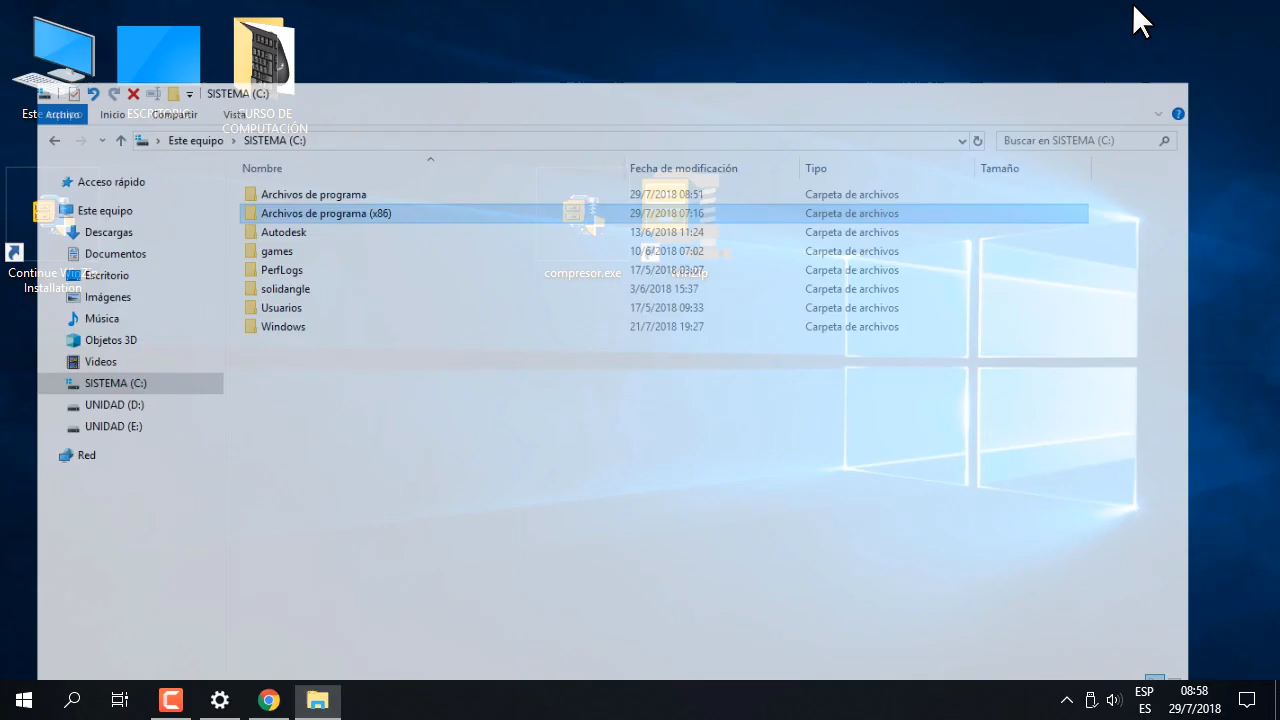 Este equipo
ESCRITORIO
CURSO DE
COMPUTACIÓN
SISTEMA (C:)
Archivo
Inicio
Compartir
Vista
Este equipo
SISTEMA (C:)
Buscar en SISTEMA (C:)
Nombre
Fecha de modificación
Tipo
Tamaño
Acceso rápido
Este equipo
Descargas
Documentos
Escritorio
Imágenes
Música
Objetos 3D
Videos
SISTEMA (C:)
UNIDAD (D:)
UNIDAD (E:)
Red
Archivos de programa 29/7/2018 08:51 Carpeta de archivos
Archivos de programa (x86) 29/7/2018 07:16 Carpeta de archivos
Autodesk 13/6/2018 11:24 Carpeta de archivos
games 10/6/2018 07:02 Carpeta de archivos
PerfLogs 17/5/2018 03:07 Carpeta de archivos
solidangle 3/6/2018 15:37 Carpeta de archivos
Usuarios 17/5/2018 09:33 Carpeta de archivos
Windows 21/7/2018 19:27 Carpeta de archivos
Continue
Installation
compresor.exe
ESP
ES
08:58
29/7/2018